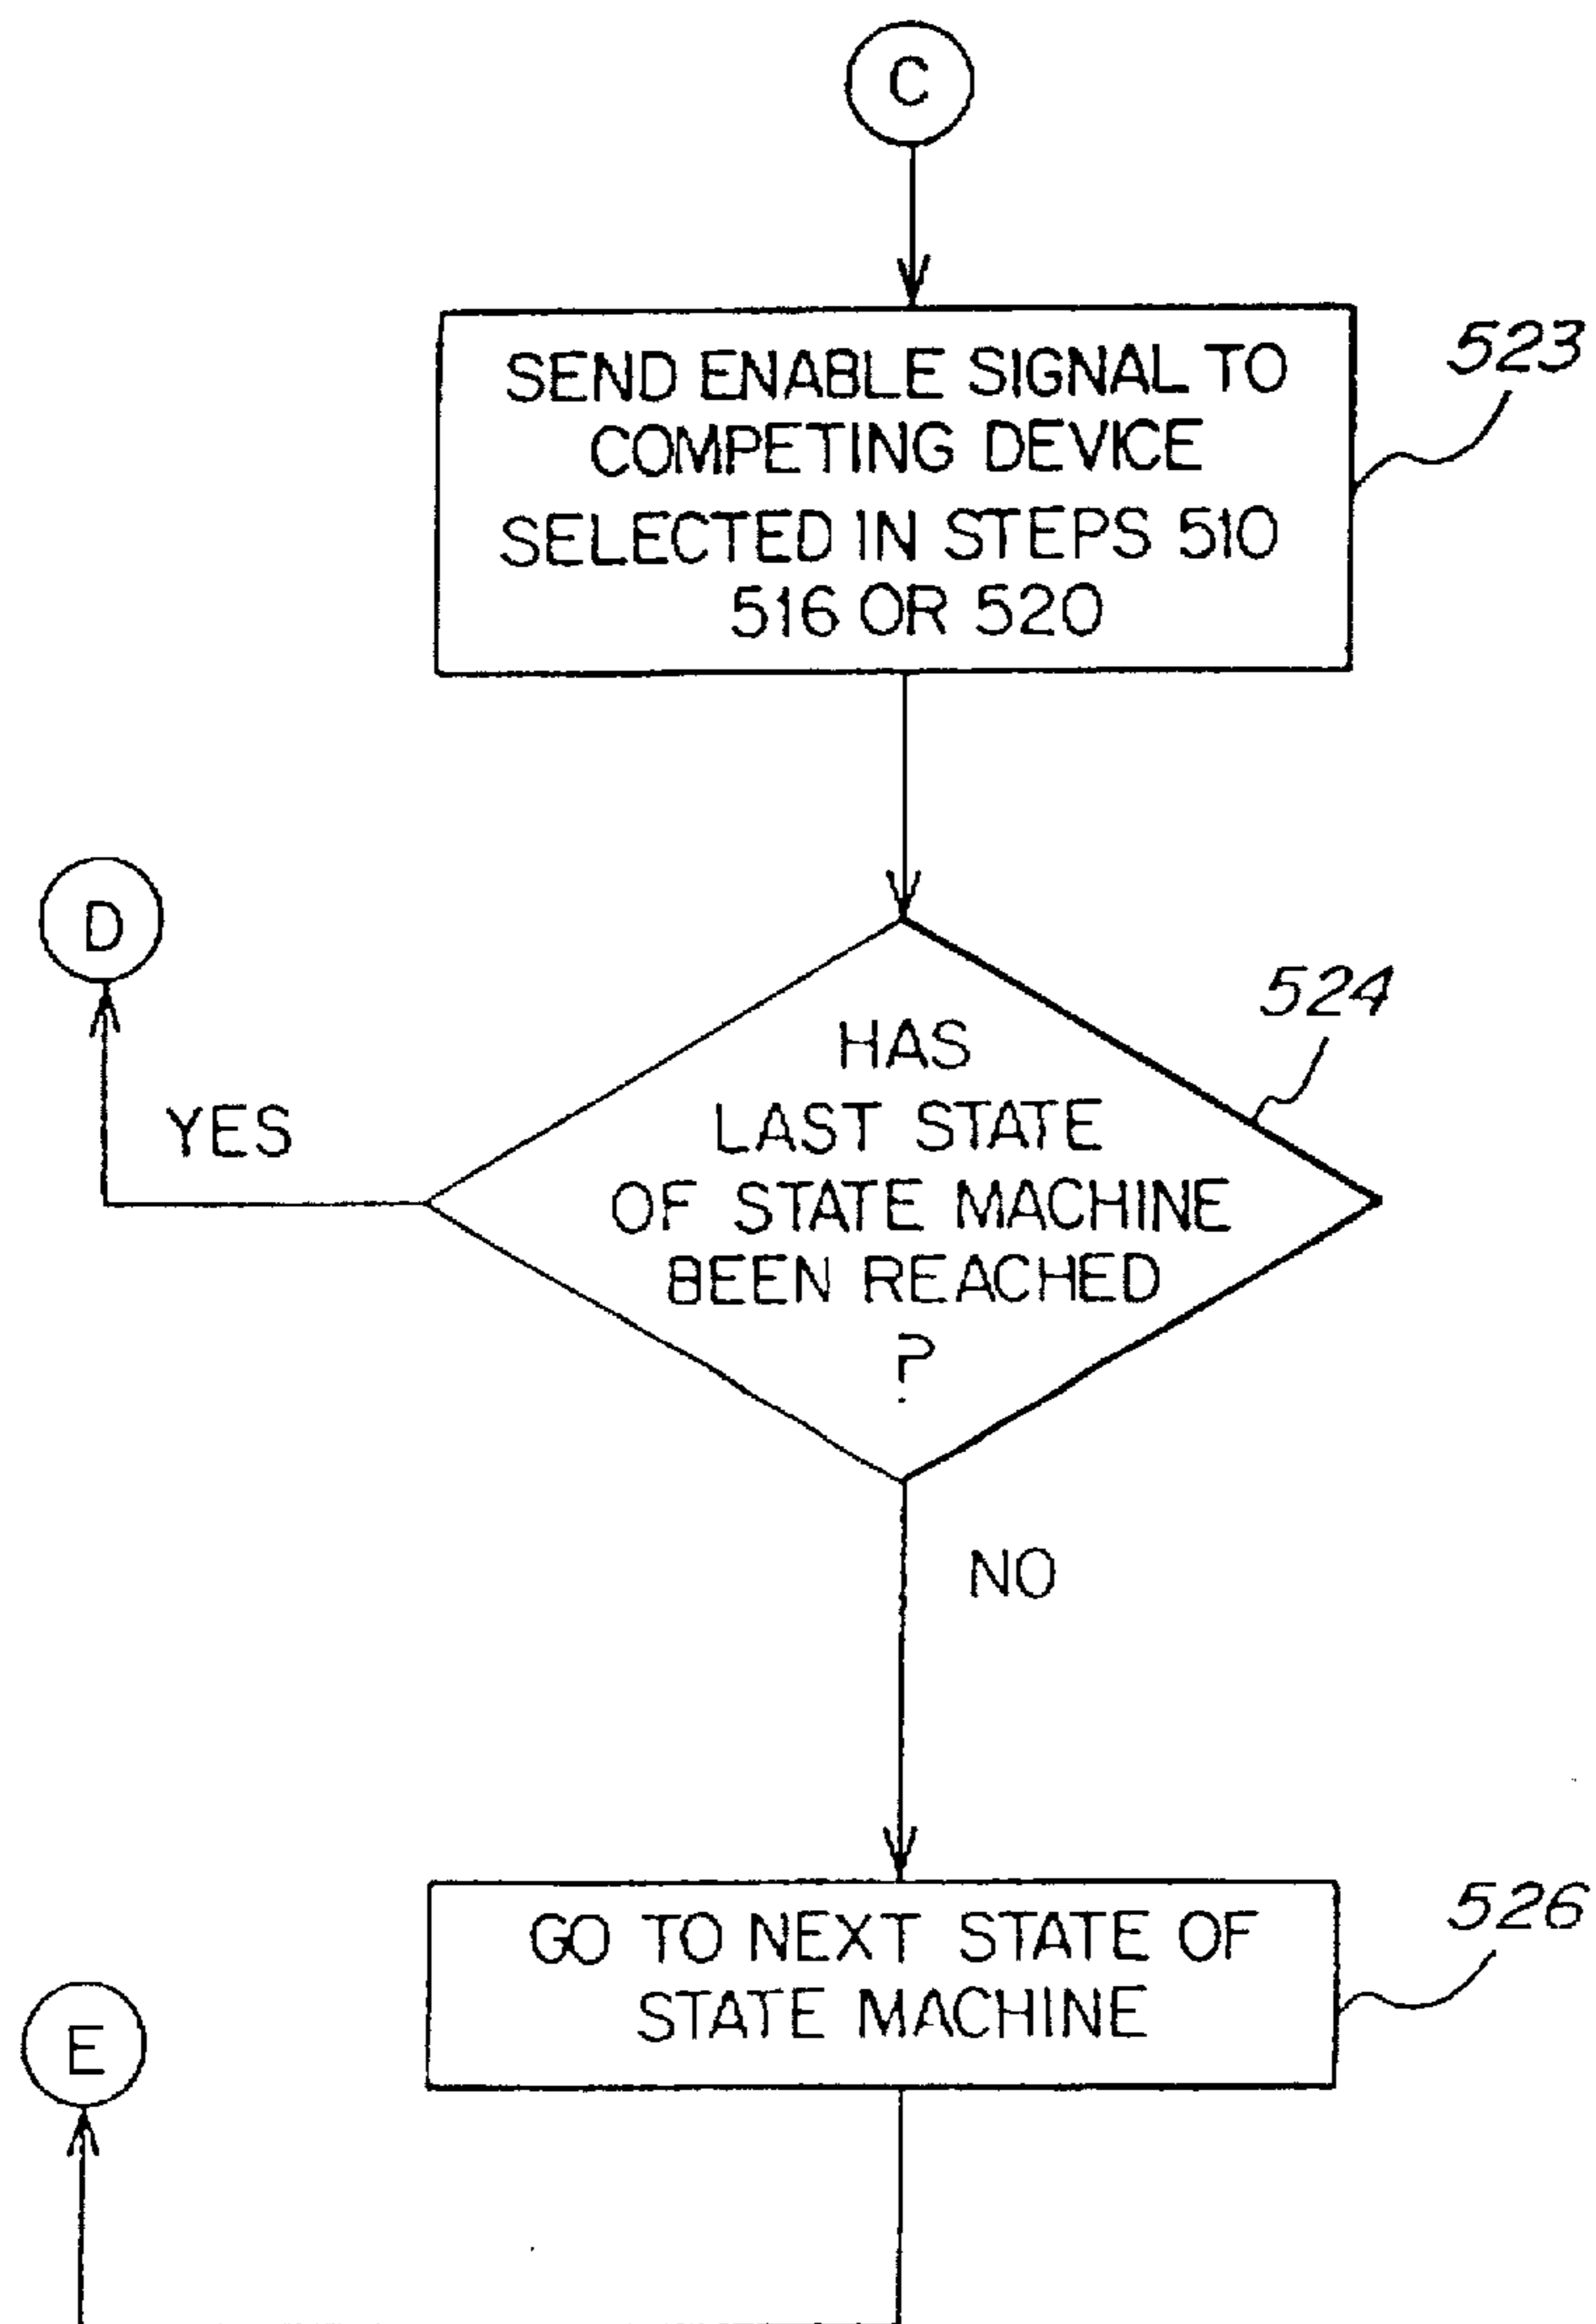 C
SEND ENABLE SIGNAL TO
COMPETING DEVICE
SELECTED IN STEPS 510
516 OR 520
523
D
YES
524
HAS
LAST STATE
OF STATE MACHINE
BEEN REACHED
?
NO
GO TO NEXT STATE OF
STATE MACHINE
526
E